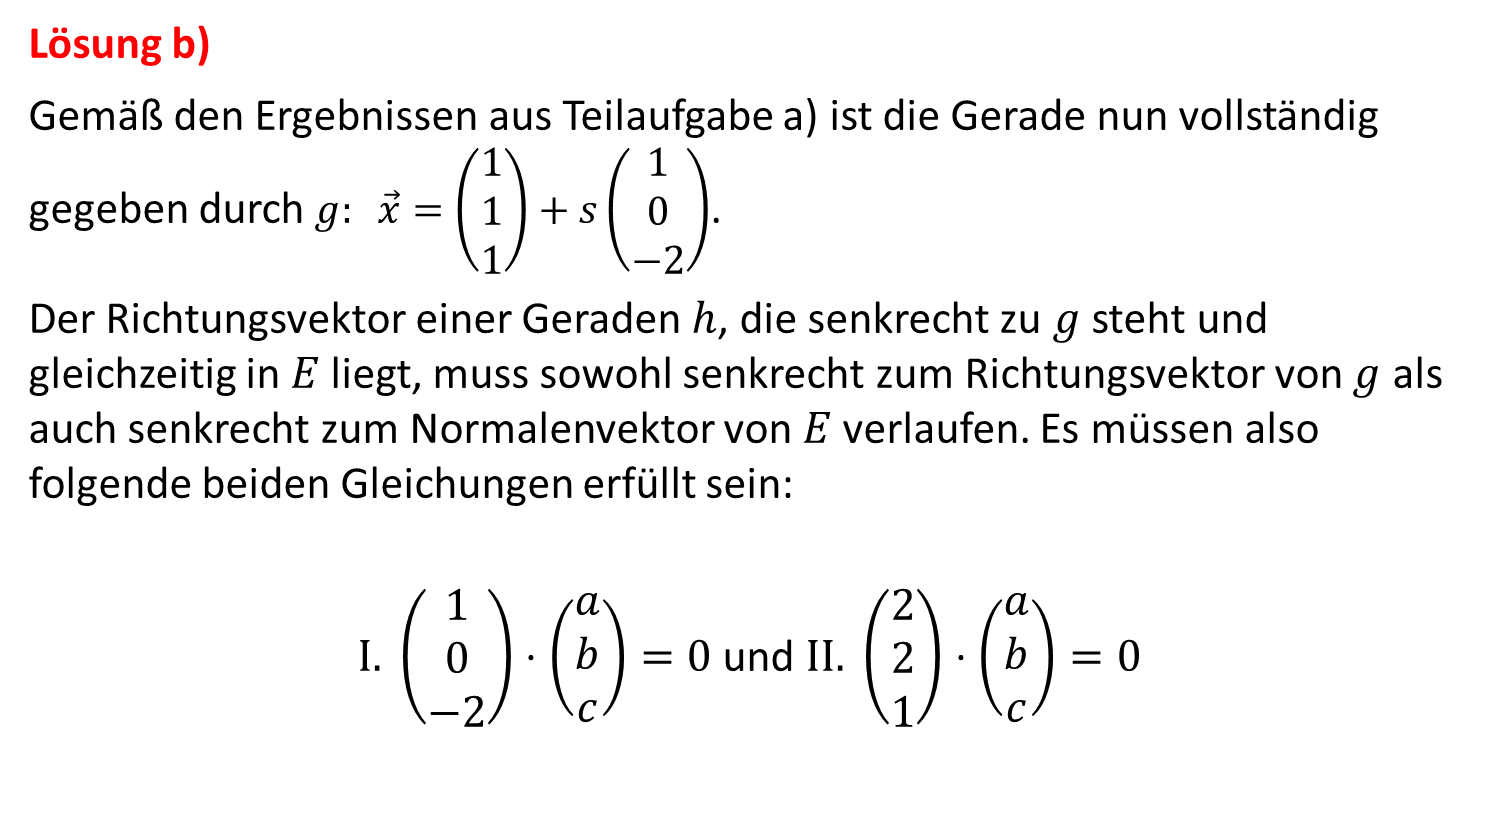 Lösung b)
Gemäß den Ergebnissen aus Teilaufgabe a) ist die Gerade nun vollständig
gegeben durch g: x⃗ = (1 1 1) + s (1 0 −2).
Der Richtungsvektor einer Geraden h, die senkrecht zu g steht und
gleichzeitig in E liegt, muss sowohl senkrecht zum Richtungsvektor von g als
auch senkrecht zum Normalenvektor von E verlaufen. Es müssen also
folgende beiden Gleichungen erfüllt sein:
I. (1 0 −2) · (a b c) = 0 und II. (2 2 1) · (a b c) = 0